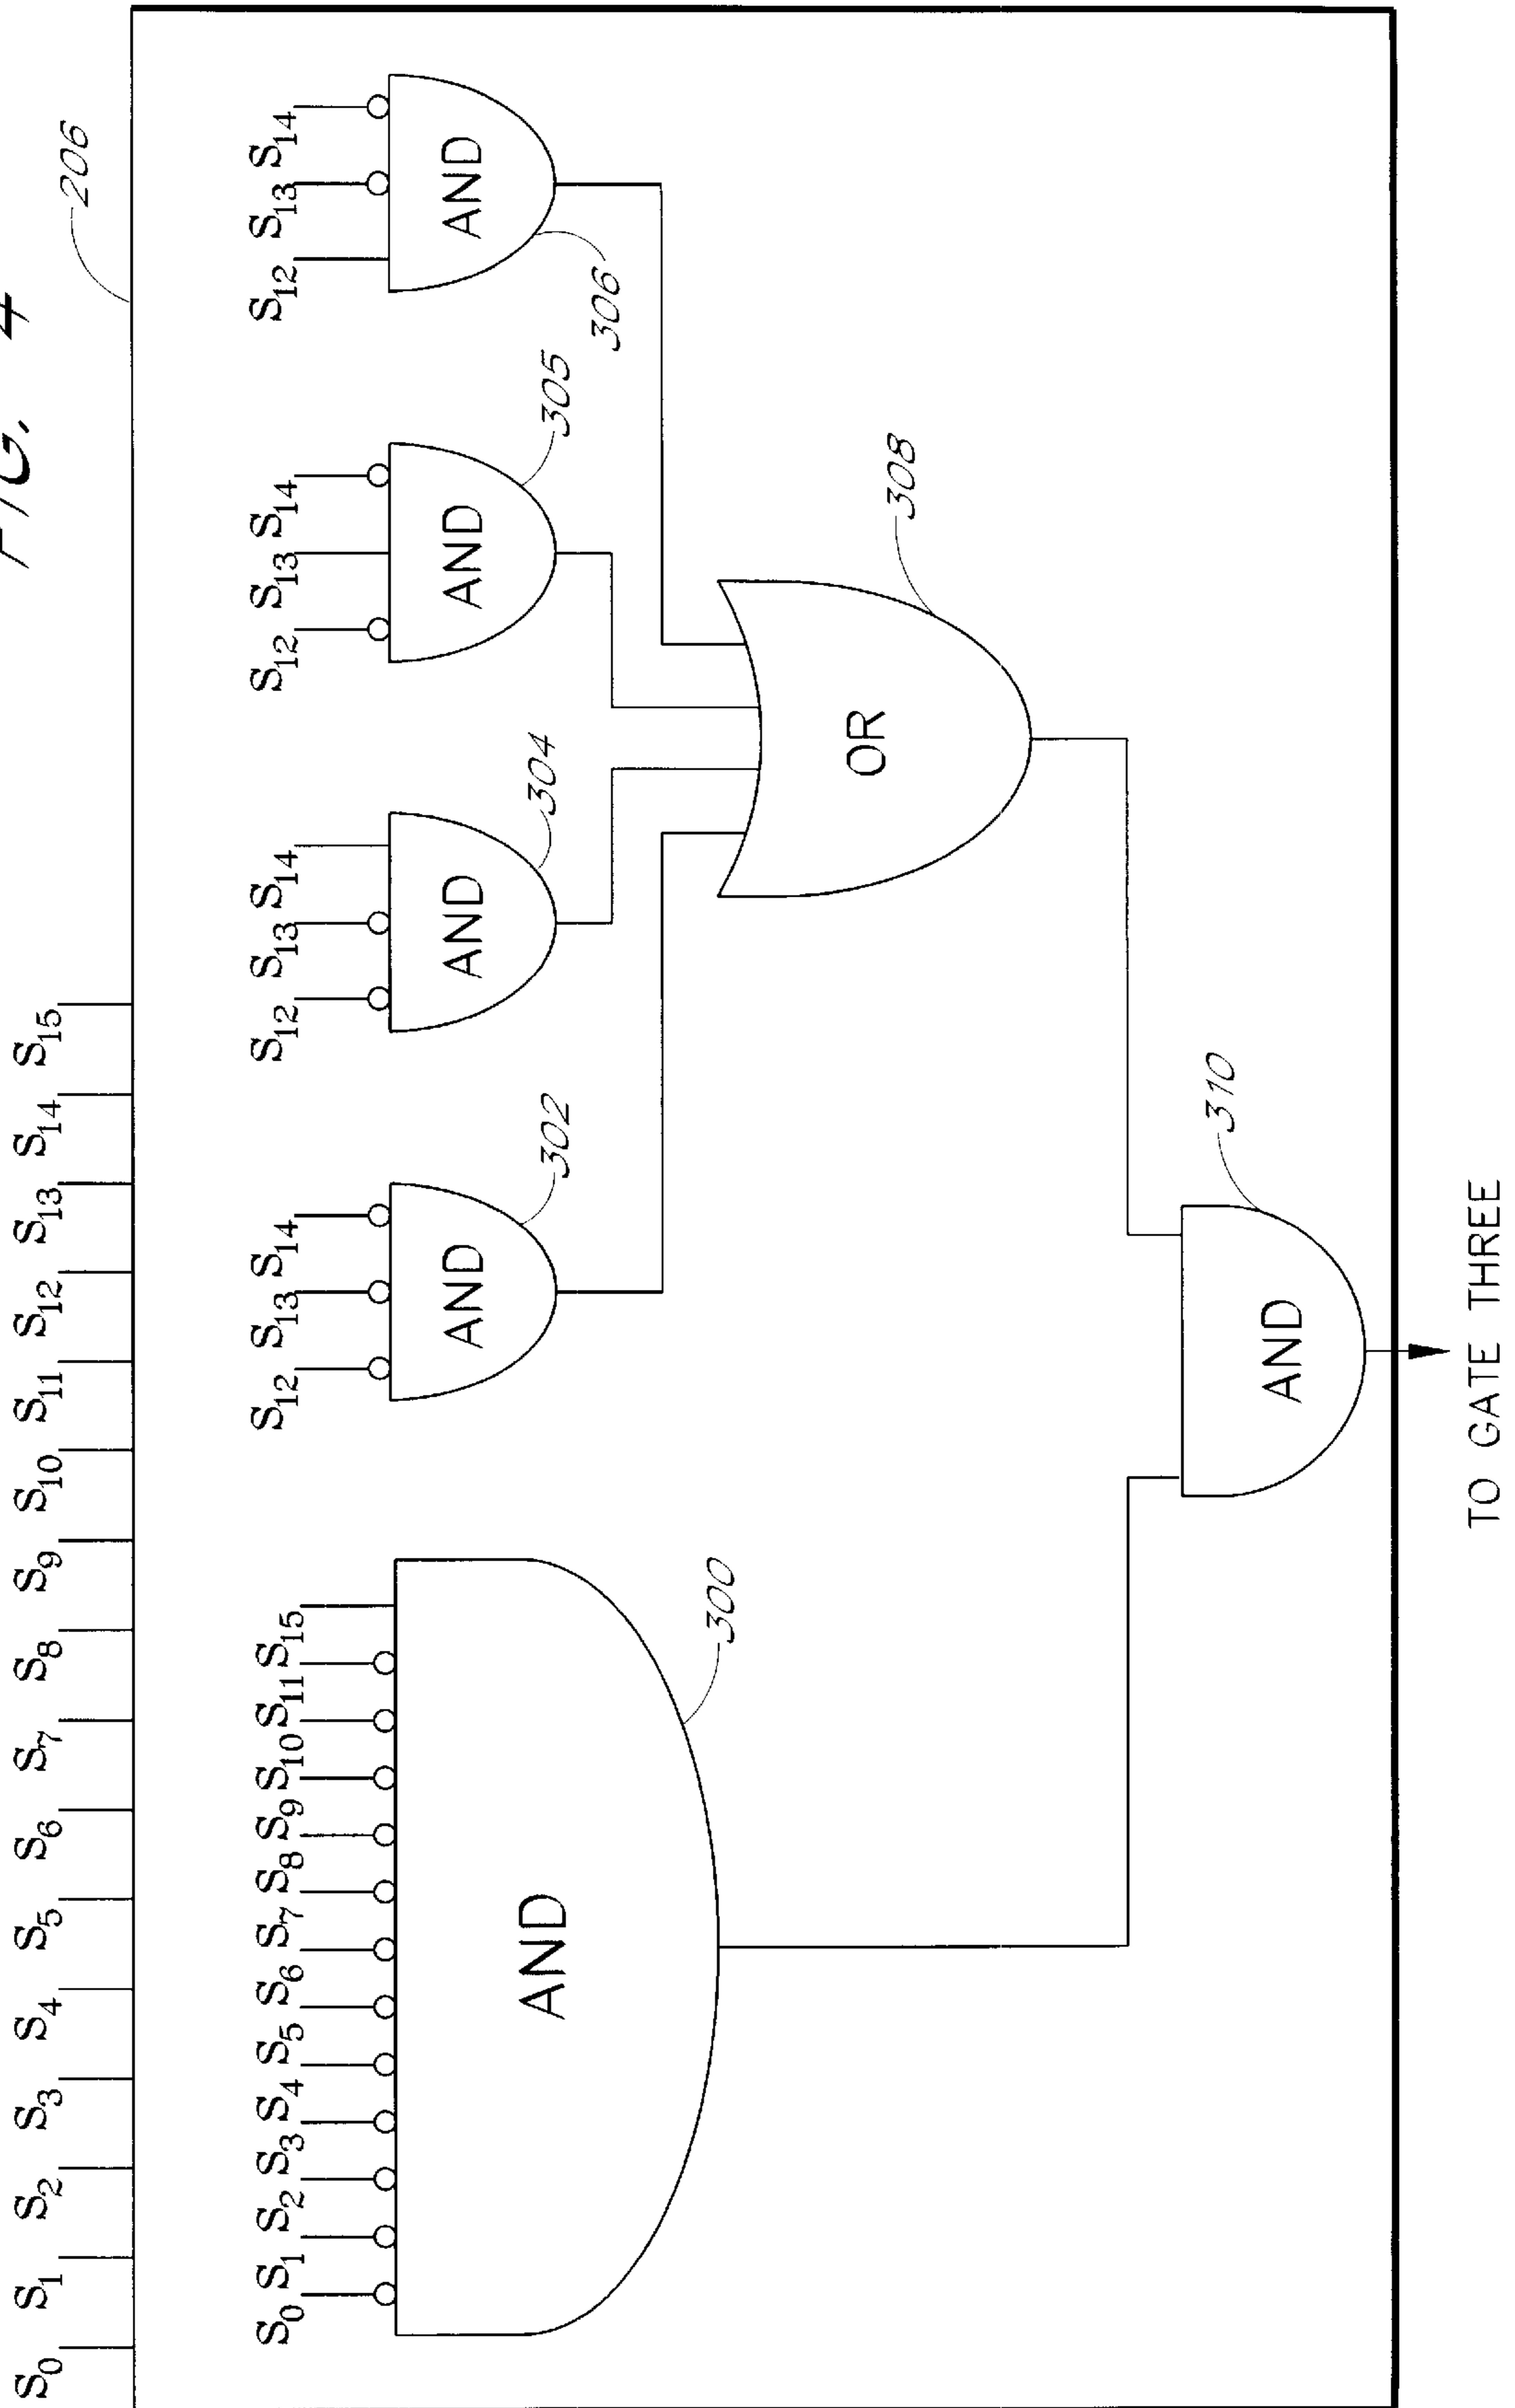 FIG. 4
206
S0 S1 S2 S3 S4 S5 S6 S7 S8 S9 S10 S11 S12 S13 S14 S15
S0 S1 S2 S3 S4 S5 S6 S7 S8 S9 S10 S11 S15
S12 S13 S14
S12 S13 S14
S12 S13 S14
S12 S13 S14
AND
AND
AND
AND
AND
300
302
304
305
306
OR
308
AND
310
TO GATE THREE